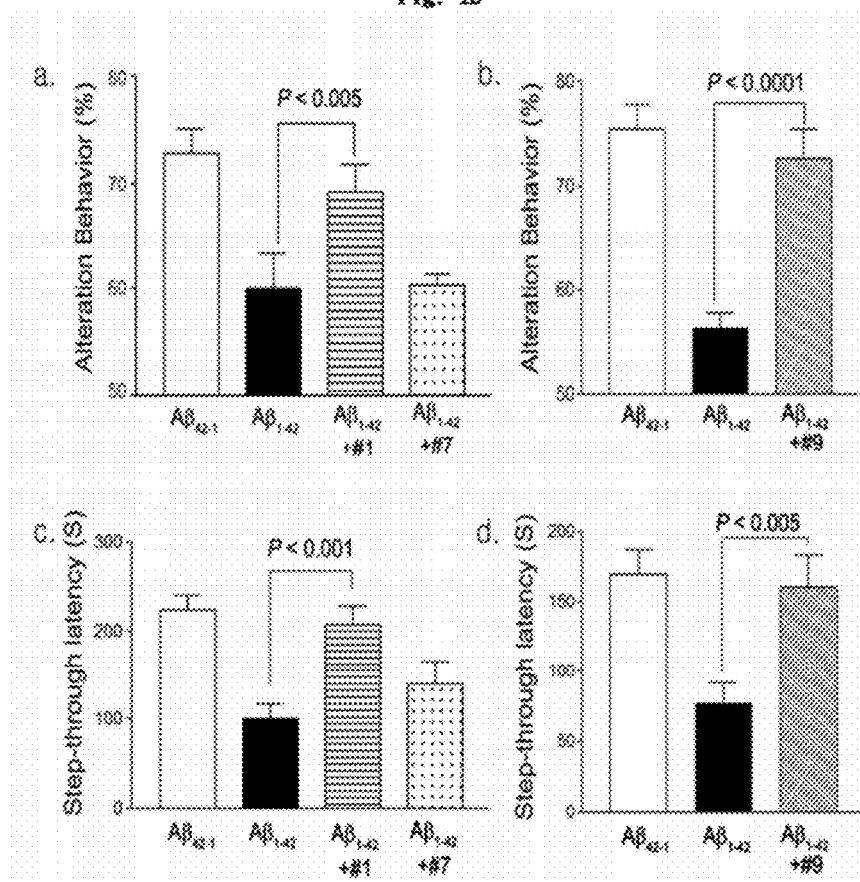 a.
Alteration Behavior (%)
80
70
60
50
P < 0.005
Aβ42-1
Aβ1-42
Aβ1-42
+#1
Aβ1-42
+#7
b.
Alteration Behavior (%)
80
70
60
50
P < 0.0001
Aβ42-1
Aβ1-42
Aβ1-42
+#9
c.
Step-through latency (S)
300
200
100
0
P < 0.001
Aβ42-1
Aβ1-42
Aβ1-42
+#1
Aβ1-42
+#7
d.
Step-through latency (S)
200
150
100
50
0
P < 0.005
Aβ42-1
Aβ1-42
Aβ1-42
+#9